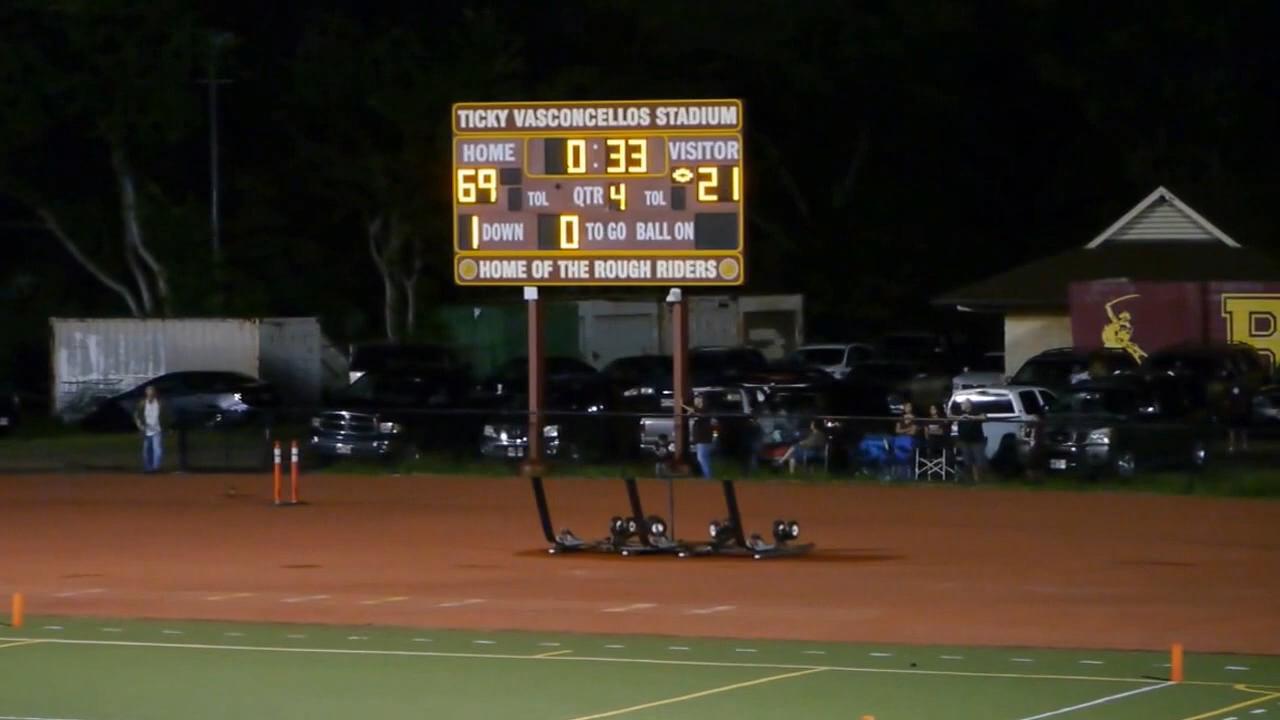 TICKY VASCONCELLOS STADIUM
HOME 0:33 VISITOR
69 TOL QTR 4 TOL 21
1 DOWN 0 TO GO BALL ON
HOME OF THE ROUGH RIDERS
R